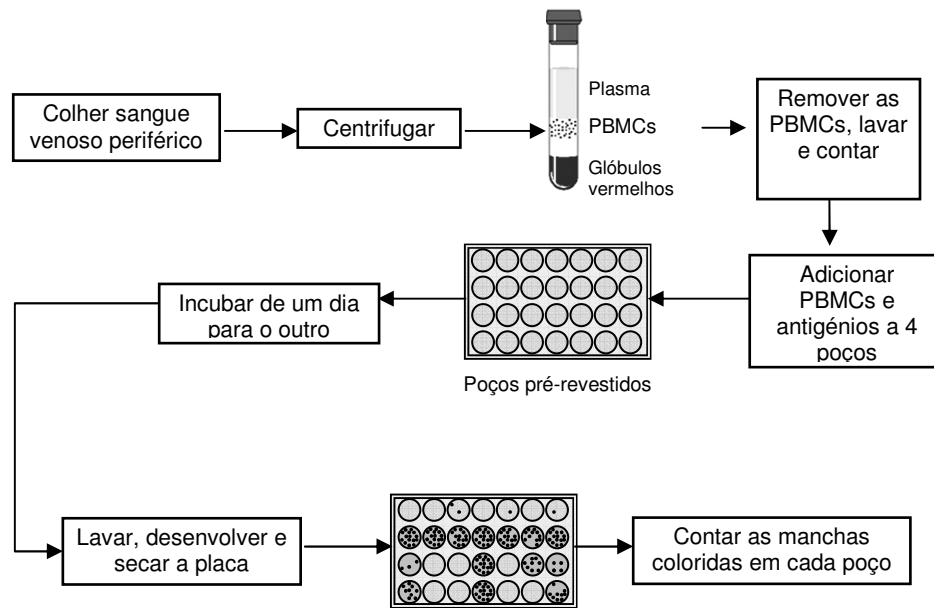 Colher sangue
venoso periférico
Centrifugar
Plasma
PBMCs
Glóbulos
vermelhos
Remover as
PBMCs, lavar
e contar
Adicionar
PBMCs e
antigénios a 4
poços
Poços pré-revestidos
Incubar de um dia
para o outro
Lavar, desenvolver e
secar a placa
Contar as manchas
coloridas em cada poço